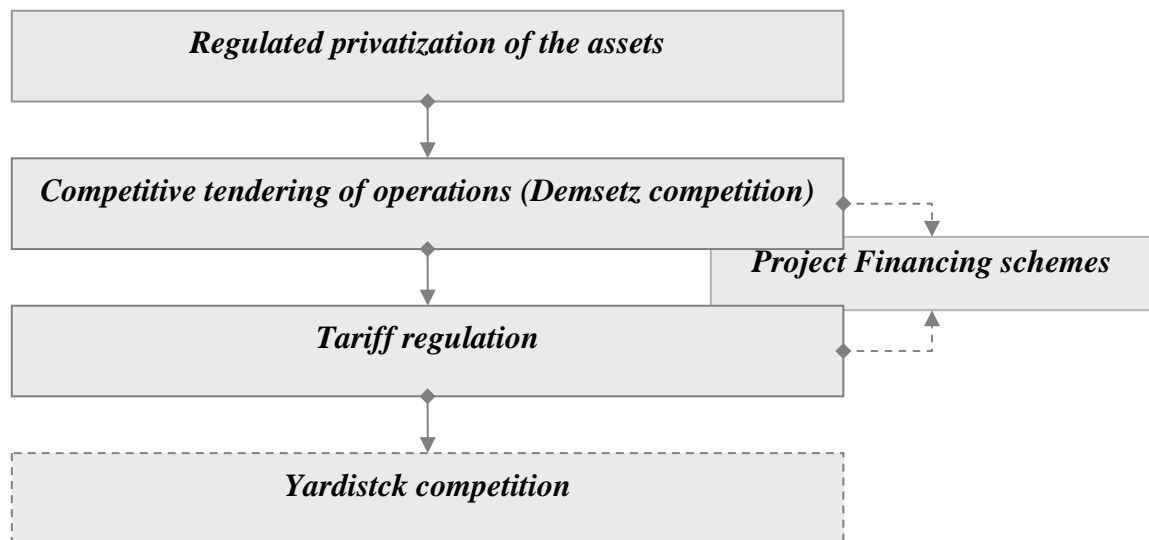 Regulated privatization of the assets
Competitive tendering of operations (Demsetz competition)
Project Financing schemes
Tariff regulation
Yardistck competition